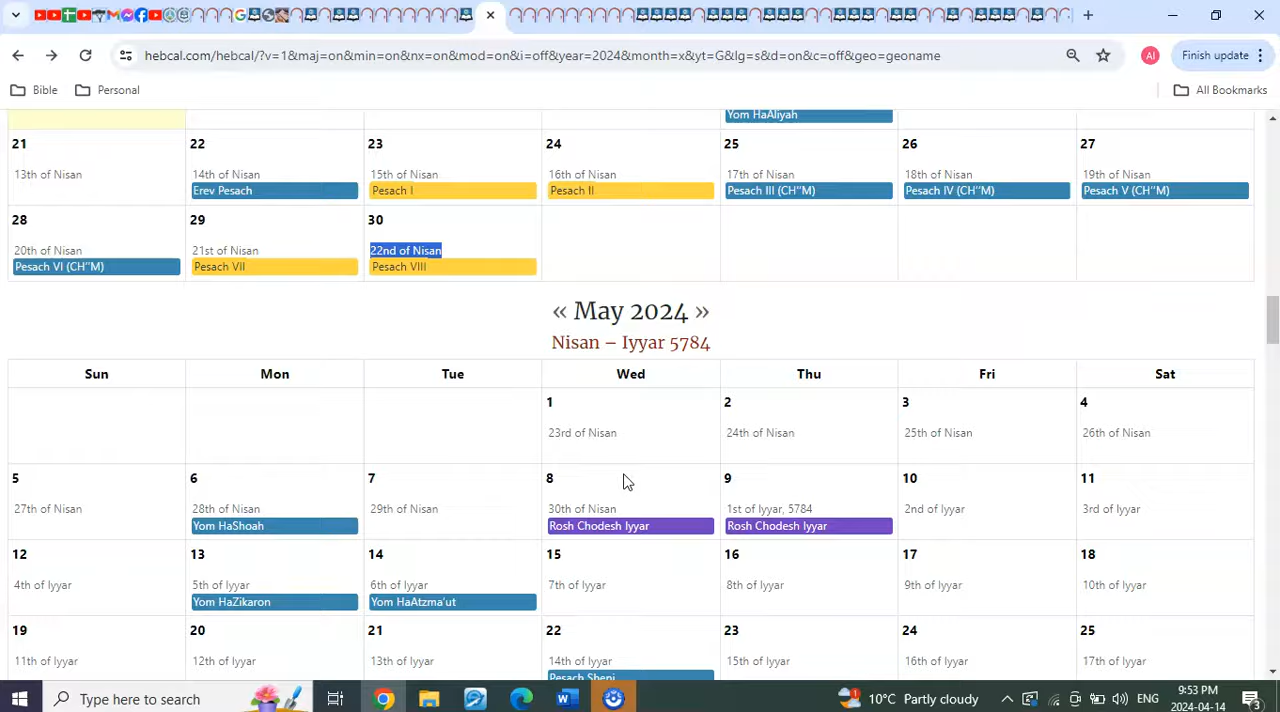 hebcal.com/hebcal/?v=1&maj=on&min=on&nx=on&mod=on&i=off&year=2024&month=x&yt=G&lg=s&d=on&c=off&geo=geoname
AI
Finish update
Bible
Personal
All Bookmarks
Yom HaAliyah
21
22
23
24
25
26
27
13th of Nisan
14th of Nisan
15th of Nisan
16th of Nisan
17th of Nisan
18th of Nisan
19th of Nisan
Erev Pesach
Pesach I
Pesach II
Pesach III (CH''M)
Pesach IV (CH''M)
Pesach V (CH''M)
28
29
30
20th of Nisan
21st of Nisan
22nd of Nisan
Pesach VI (CH''M)
Pesach VII
Pesach VIII
« May 2024 »
Nisan – Iyyar 5784
Sun
Mon
Tue
Wed
Thu
Fri
Sat
1
2
3
4
23rd of Nisan
24th of Nisan
25th of Nisan
26th of Nisan
5
6
7
8
9
10
11
27th of Nisan
28th of Nisan
29th of Nisan
30th of Nisan
1st of Iyyar, 5784
2nd of Iyyar
3rd of Iyyar
Yom HaShoah
Rosh Chodesh Iyyar
Rosh Chodesh Iyyar
12
13
14
15
16
17
18
4th of Iyyar
5th of Iyyar
6th of Iyyar
7th of Iyyar
8th of Iyyar
9th of Iyyar
10th of Iyyar
Yom HaZikaron
Yom HaAtzma'ut
19
20
21
22
23
24
25
11th of Iyyar
12th of Iyyar
13th of Iyyar
14th of Iyyar
15th of Iyyar
16th of Iyyar
17th of Iyyar
Pesach Sheni
Type here to search
10°C Partly cloudy
ENG
9:53 PM
2024-04-14
3